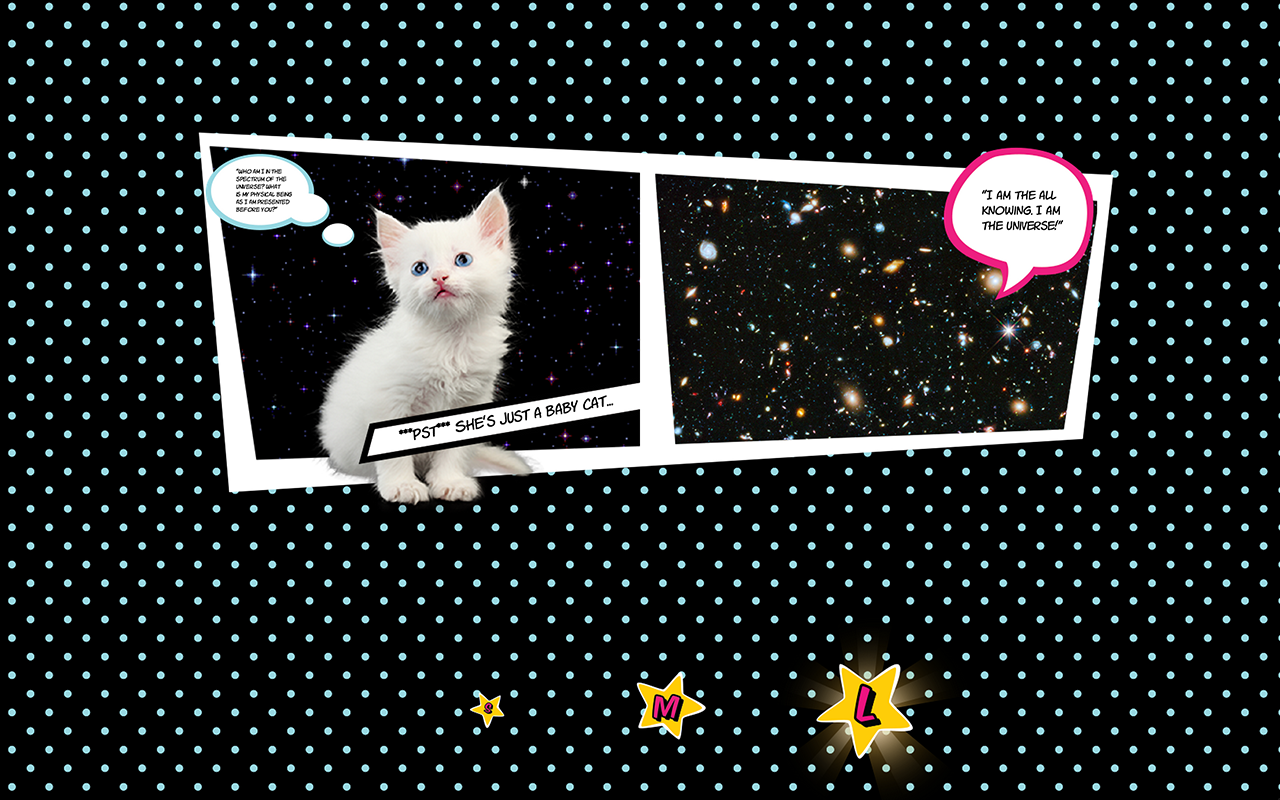 "WHO AM I IN THE
SPECTRUM OF THE
UNIVERSE? WHAT
IS MY PHYSICAL BEING
AS I AM PRESENTED
BEFORE YOU?"
***PST*** SHE'S JUST A BABY CAT...
"I AM THE ALL
KNOWING. I AM
THE UNIVERSE!"
S
M
L